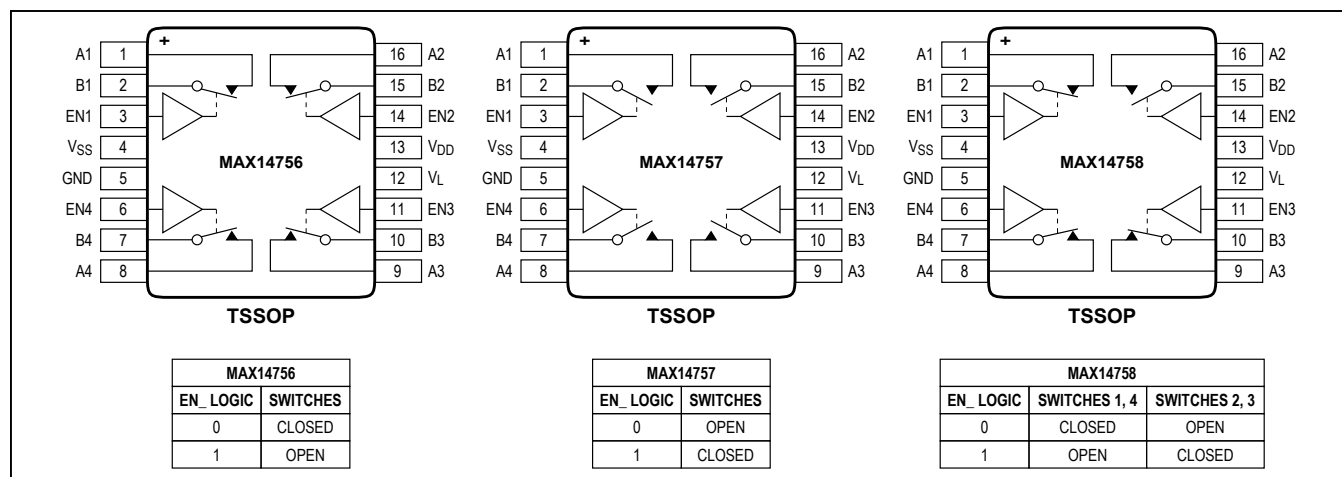 +
A1 1 16 A2
B1 2 15 B2
EN1 3 14 EN2
VSS 4 13 VDD
MAX14756
GND 5 12 VL
EN4 6 11 EN3
B4 7 10 B3
A4 8 9 A3
TSSOP
MAX14756
EN_ LOGIC SWITCHES
0 CLOSED
1 OPEN
+
A1 1 16 A2
B1 2 15 B2
EN1 3 14 EN2
VSS 4 13 VDD
MAX14757
GND 5 12 VL
EN4 6 11 EN3
B4 7 10 B3
A4 8 9 A3
TSSOP
MAX14757
EN_ LOGIC SWITCHES
0 OPEN
1 CLOSED
+
A1 1 16 A2
B1 2 15 B2
EN1 3 14 EN2
VSS 4 13 VDD
MAX14758
GND 5 12 VL
EN4 6 11 EN3
B4 7 10 B3
A4 8 9 A3
TSSOP
MAX14758
EN_ LOGIC SWITCHES 1, 4 SWITCHES 2, 3
0 CLOSED OPEN
1 OPEN CLOSED